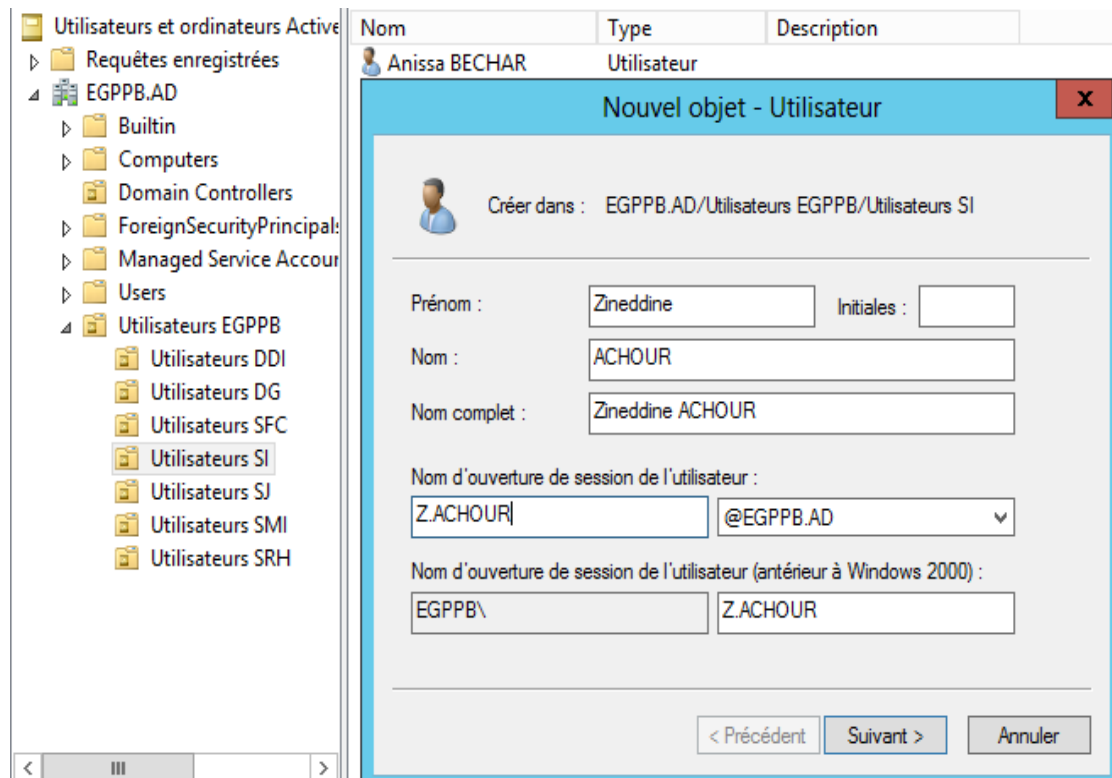 Utilisateurs et ordinateurs Active
Requêtes enregistrées
EGPPB.AD
Builtin
Computers
Domain Controllers
ForeignSecurityPrincipals
Managed Service Accour
Users
Utilisateurs EGPPB
Utilisateurs DDI
Utilisateurs DG
Utilisateurs SFC
Utilisateurs SI
Utilisateurs SJ
Utilisateurs SMI
Utilisateurs SRH
Nom Type Description
Anissa BECHAR Utilisateur
Nouvel objet - Utilisateur
x
Créer dans : EGPPB.AD/Utilisateurs EGPPB/Utilisateurs SI
Prénom : Zineddine Initiales :
Nom : ACHOUR
Nom complet : Zineddine ACHOUR
Nom d'ouverture de session de l'utilisateur :
Z.ACHOUR @EGPPB.AD
Nom d'ouverture de session de l'utilisateur (antérieur à Windows 2000) :
EGPPB\ Z.ACHOUR
< Précédent Suivant > Annuler